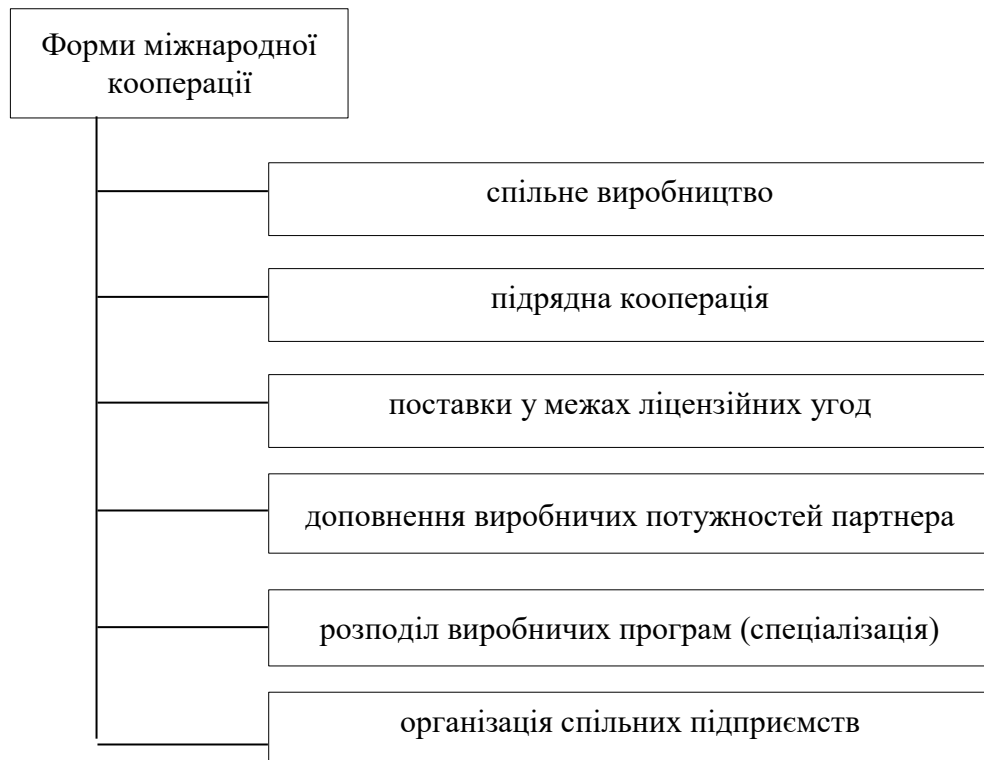 Форми міжнародної
кооперації
спільне виробництво
підрядна кооперація
поставки у межах ліцензійних угод
доповнення виробничих потужностей партнера
розподіл виробничих програм (спеціалізація)
організація спільних підприємств